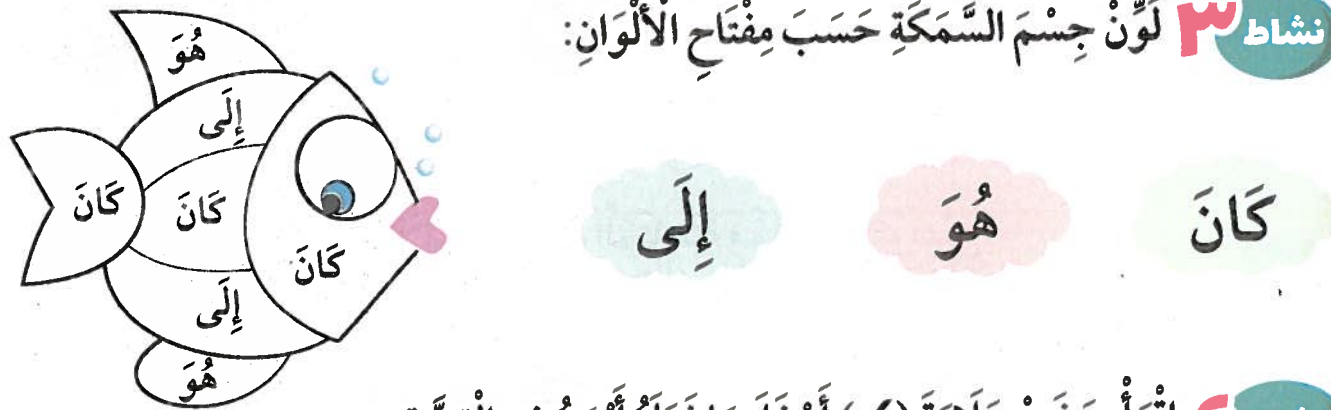 نشاط ٣ لَوِّنْ جِسْمَ السَّمَكَةِ حَسَبَ مِفْتَاحِ الْأَلْوَانِ:
كَانَ هُوَ إِلَى
هُوَ
إِلَى
كَانَ كَانَ
كَانَ
إِلَى
هُوَ